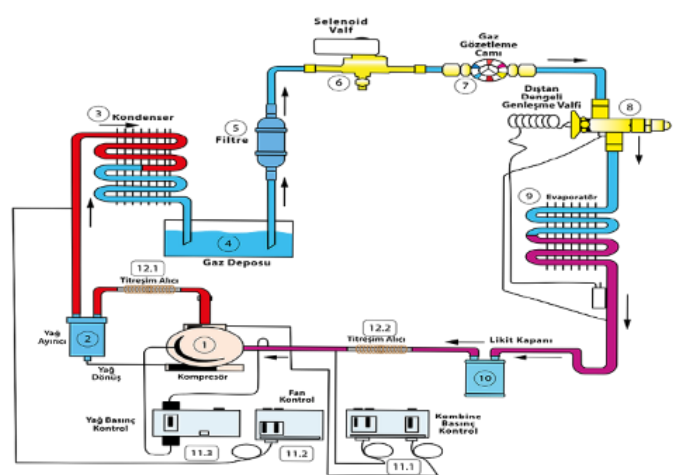 Selenoid
Valf
6
Gaz
Gözetleme
Camı
7
Dıştan
Dengeli
Genleşme Valfi
8
3
Kondenser
5
Filtre
9
Evaporatör
4
Gaz Deposu
12.1
Titreşim Alıcı
Yağ
Ayırıcı
2
Yağ
Dönüş
1
Kompresör
12.2
Titreşim Alıcı
Likit Kapanı
10
Yağ Basınç
Kontrol
11.3
Fan
Kontrol
11.2
Kombine
Basınç
Kontrol
11.1